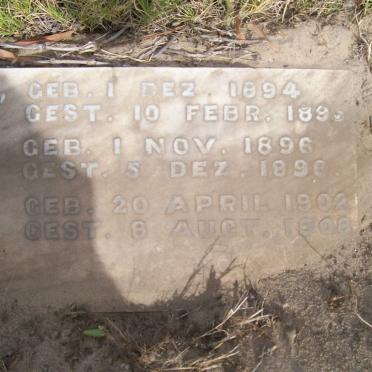 GEB. 1 DEZ. 1894
GEST. 10 FEBR.
GEB. 1 NOV. 1896
GEST. 5 DEZ.
GEB. 20 APRIL 1902
GEST. 8 AUGT.